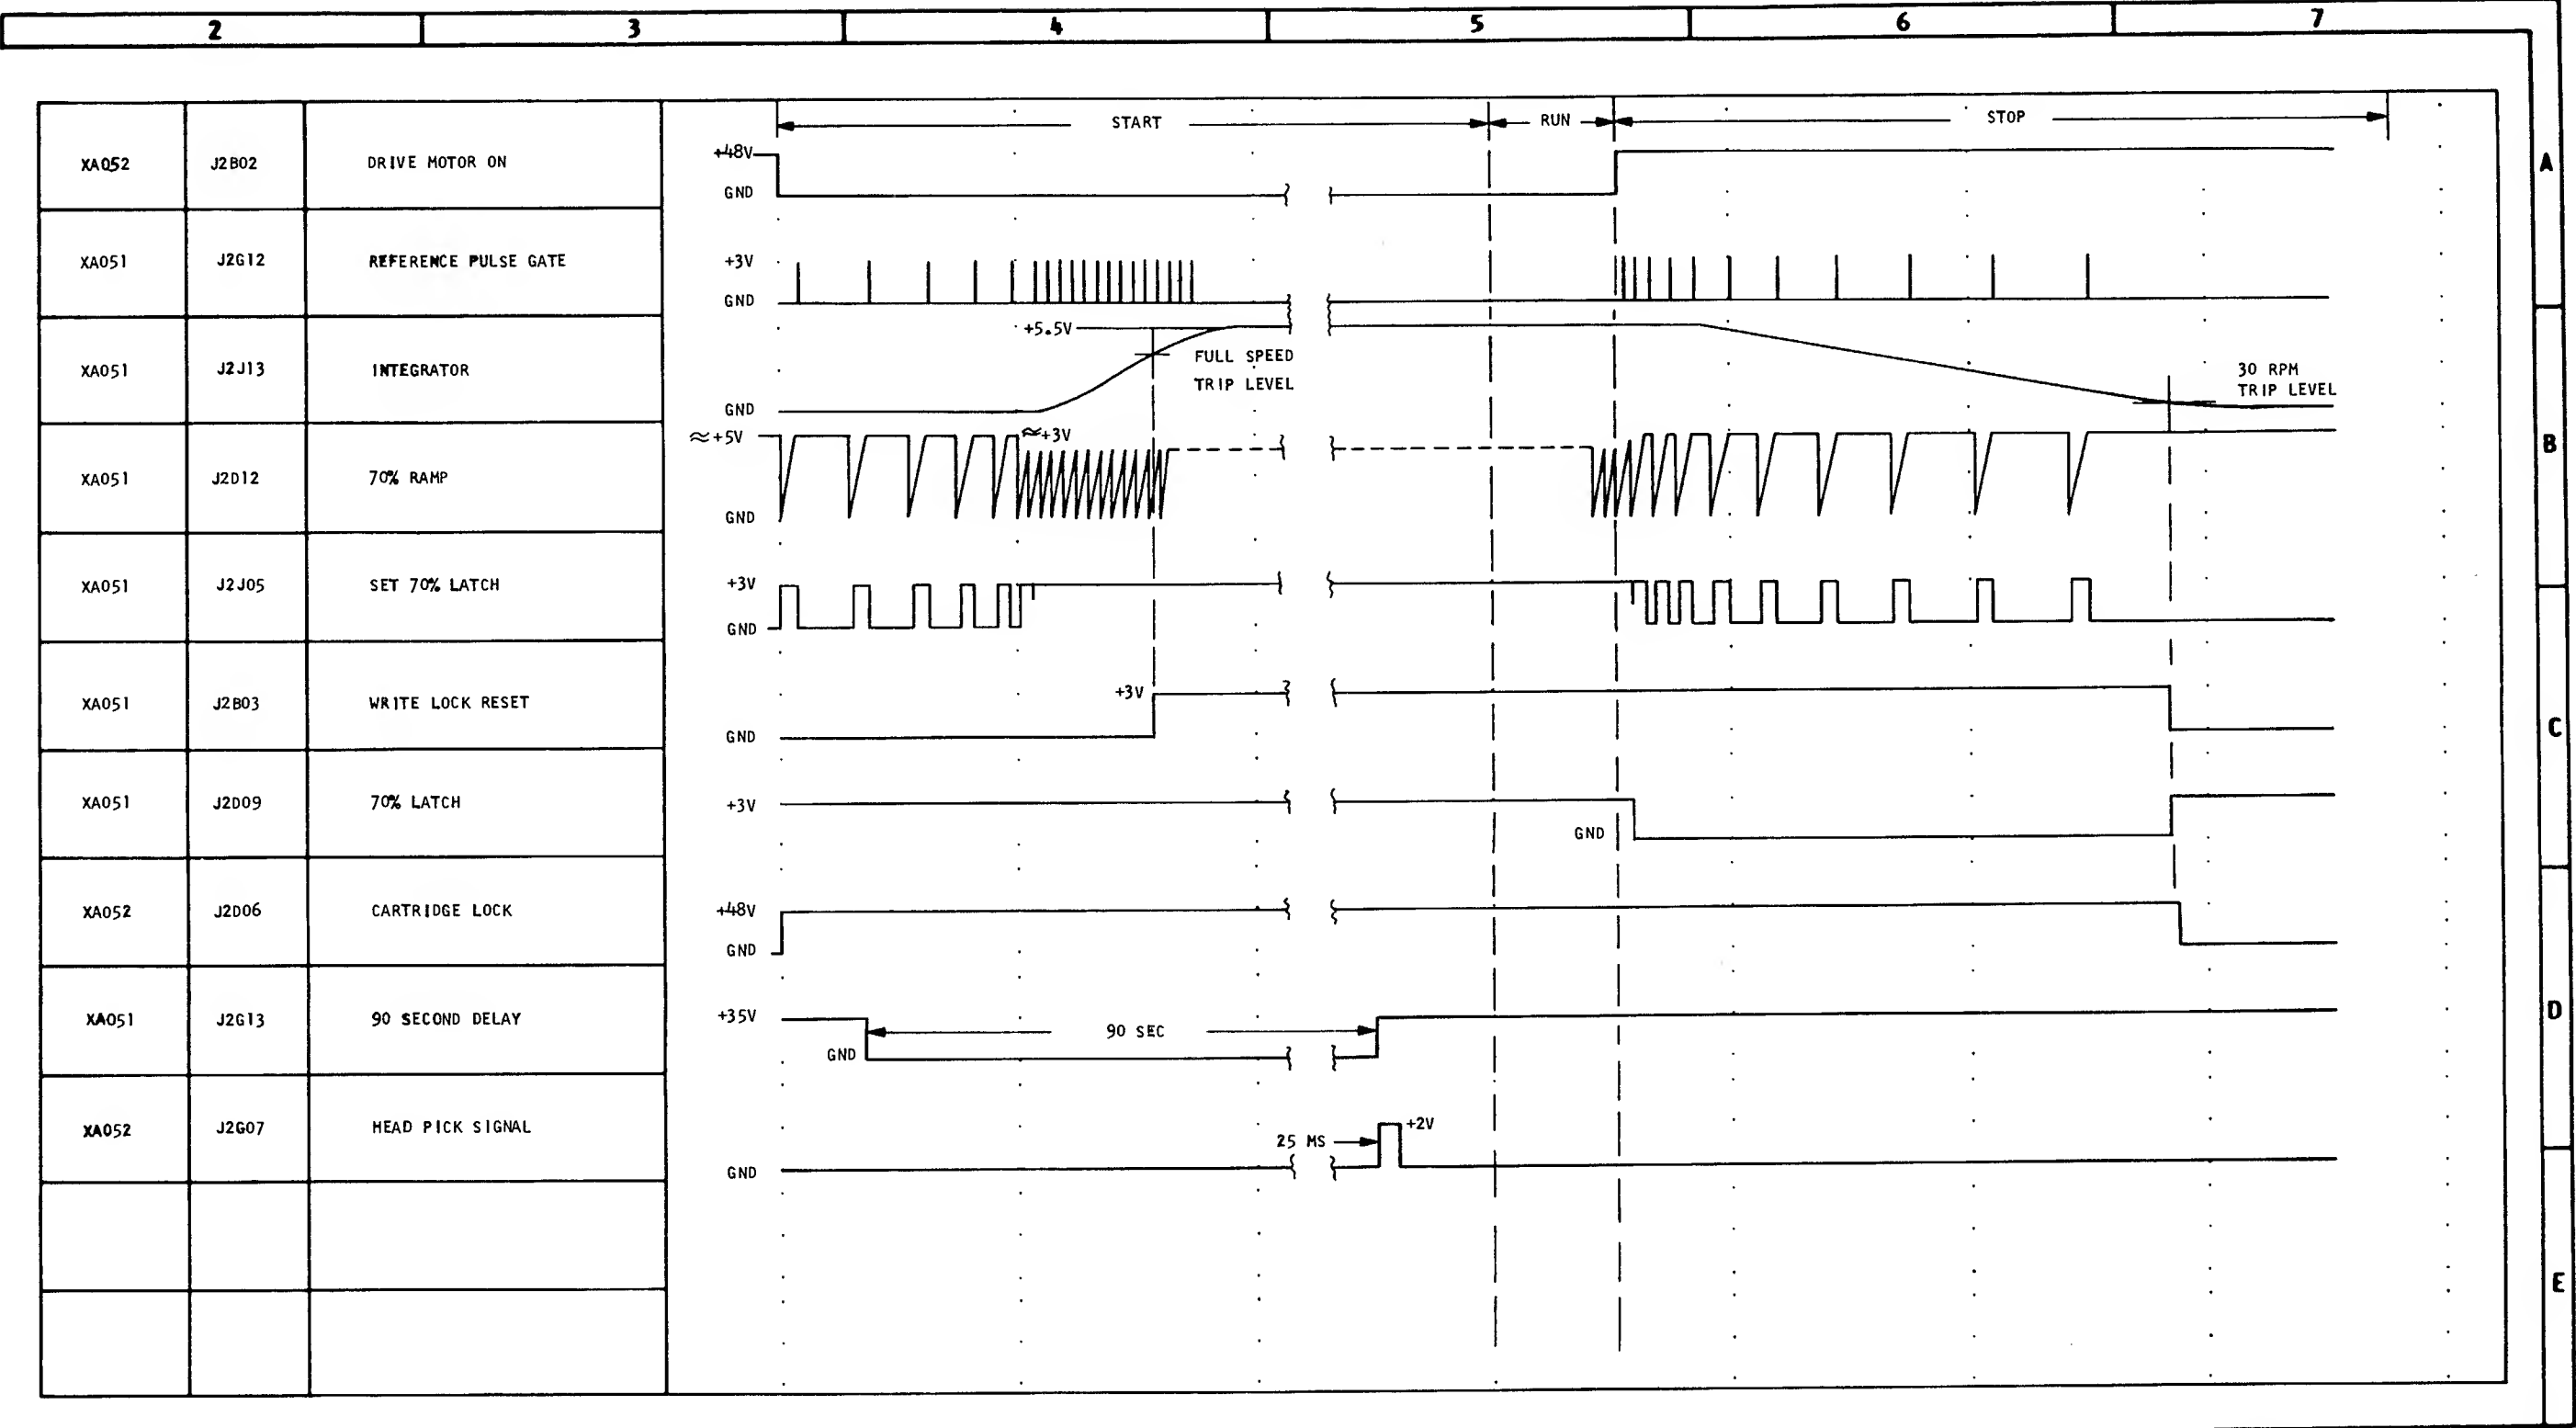 2 3 4 5 6 7
START RUN STOP
XA052 J2B02 DRIVE MOTOR ON +48V
GND
A
XA051 J2G12 REFERENCE PULSE GATE +3V
GND
XA051 J2J13 INTEGRATOR +5.5V
FULL SPEED
TRIP LEVEL
30 RPM
TRIP LEVEL
GND
XA051 J2D12 70% RAMP ≈+5V ≈+3V
GND
B
XA051 J2J05 SET 70% LATCH +3V
GND
XA051 J2B03 WRITE LOCK RESET +3V
GND
C
XA051 J2D09 70% LATCH +3V
GND
XA052 J2D06 CARTRIDGE LOCK +48V
GND
XA051 J2G13 90 SECOND DELAY +35V
GND
90 SEC
D
XA052 J2G07 HEAD PICK SIGNAL
25 MS +2V
GND
E